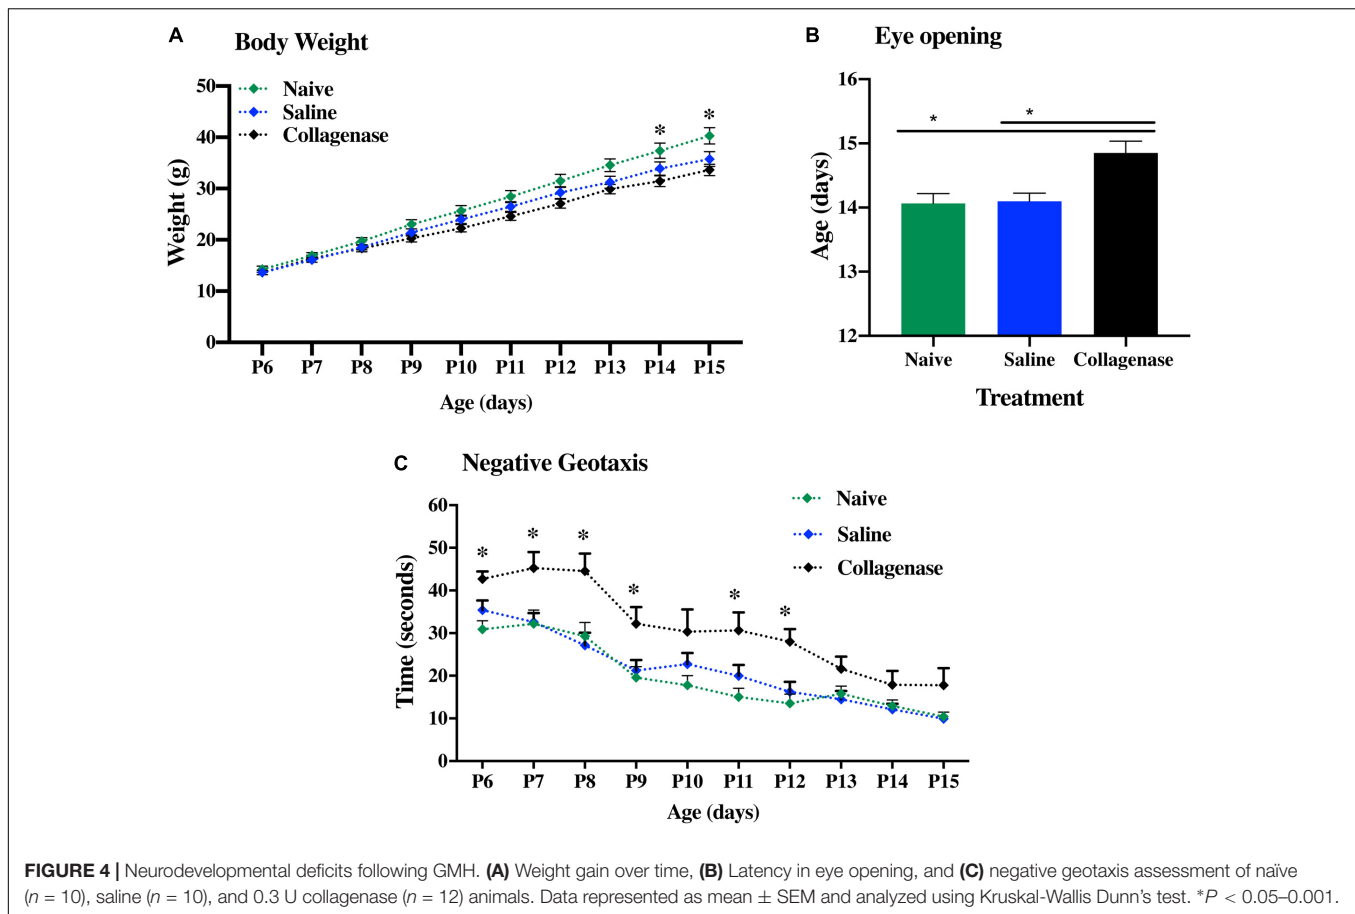 A Body Weight
Naive
Saline
Collagenase
50
40
30
20
10
0
Weight (g)
* *
P6 P7 P8 P9 P10 P11 P12 P13 P14 P15
Age (days)
B Eye opening
16
15
14
13
12
Age (days)
* *
Naive Saline Collagenase
Treatment
C Negative Geotaxis
Naive
Saline
Collagenase
60
50
40
30
20
10
0
Time (seconds)
* * * * * *
P6 P7 P8 P9 P10 P11 P12 P13 P14 P15
Age (days)
FIGURE 4 | Neurodevelopmental deficits following GMH. (A) Weight gain over time, (B) Latency in eye opening, and (C) negative geotaxis assessment of naïve
(n = 10), saline (n = 10), and 0.3 U collagenase (n = 12) animals. Data represented as mean ± SEM and analyzed using Kruskal-Wallis Dunn's test. *P < 0.05–0.001.